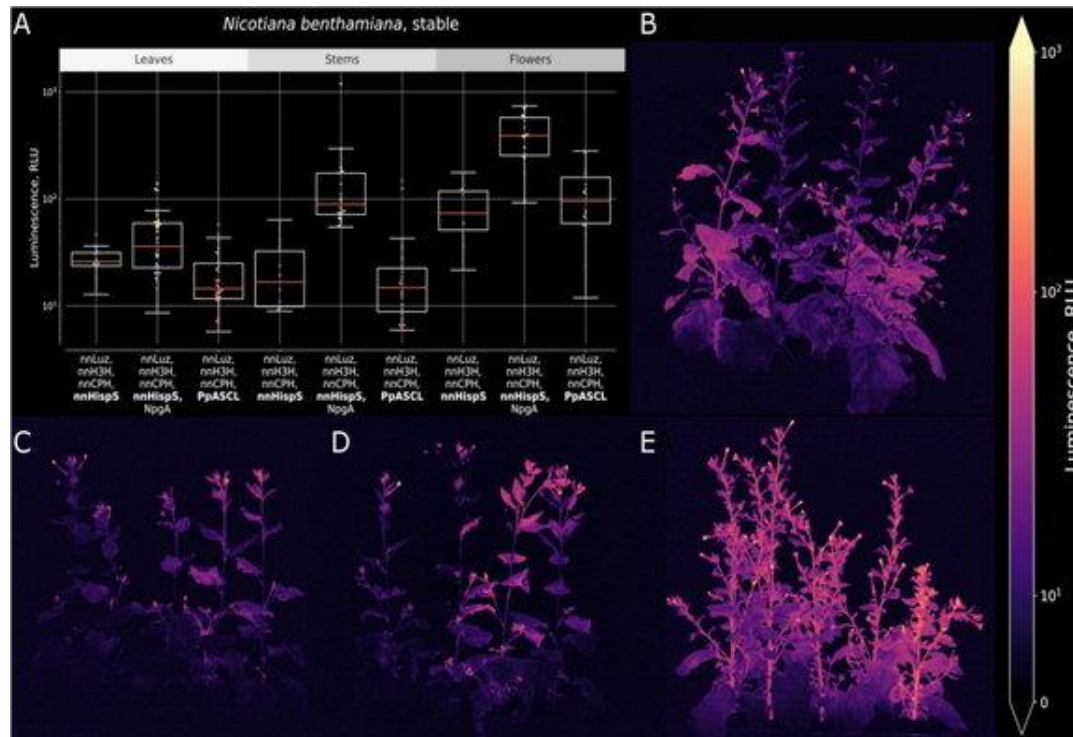 A
Nicotiana benthamiana, stable
B
Leaves
Stems
Flowers
10³
10²
10¹
Luminescence, RLU
nnLuz,
nnH3H,
nnCPH,
nnHispS
nnLuz,
nnH3H,
nnCPH,
nnHispS,
NpgA
nnLuz,
nnH3H,
nnCPH,
PpASCL
nnLuz,
nnH3H,
nnCPH,
nnHispS
nnLuz,
nnH3H,
nnCPH,
nnHispS,
NpgA
nnLuz,
nnH3H,
nnCPH,
PpASCL
nnLuz,
nnH3H,
nnCPH,
nnHispS
nnLuz,
nnH3H,
nnCPH,
nnHispS,
NpgA
nnLuz,
nnH3H,
nnCPH,
PpASCL
C
D
E
10³
10²
10¹
0
Luminescence, RLU